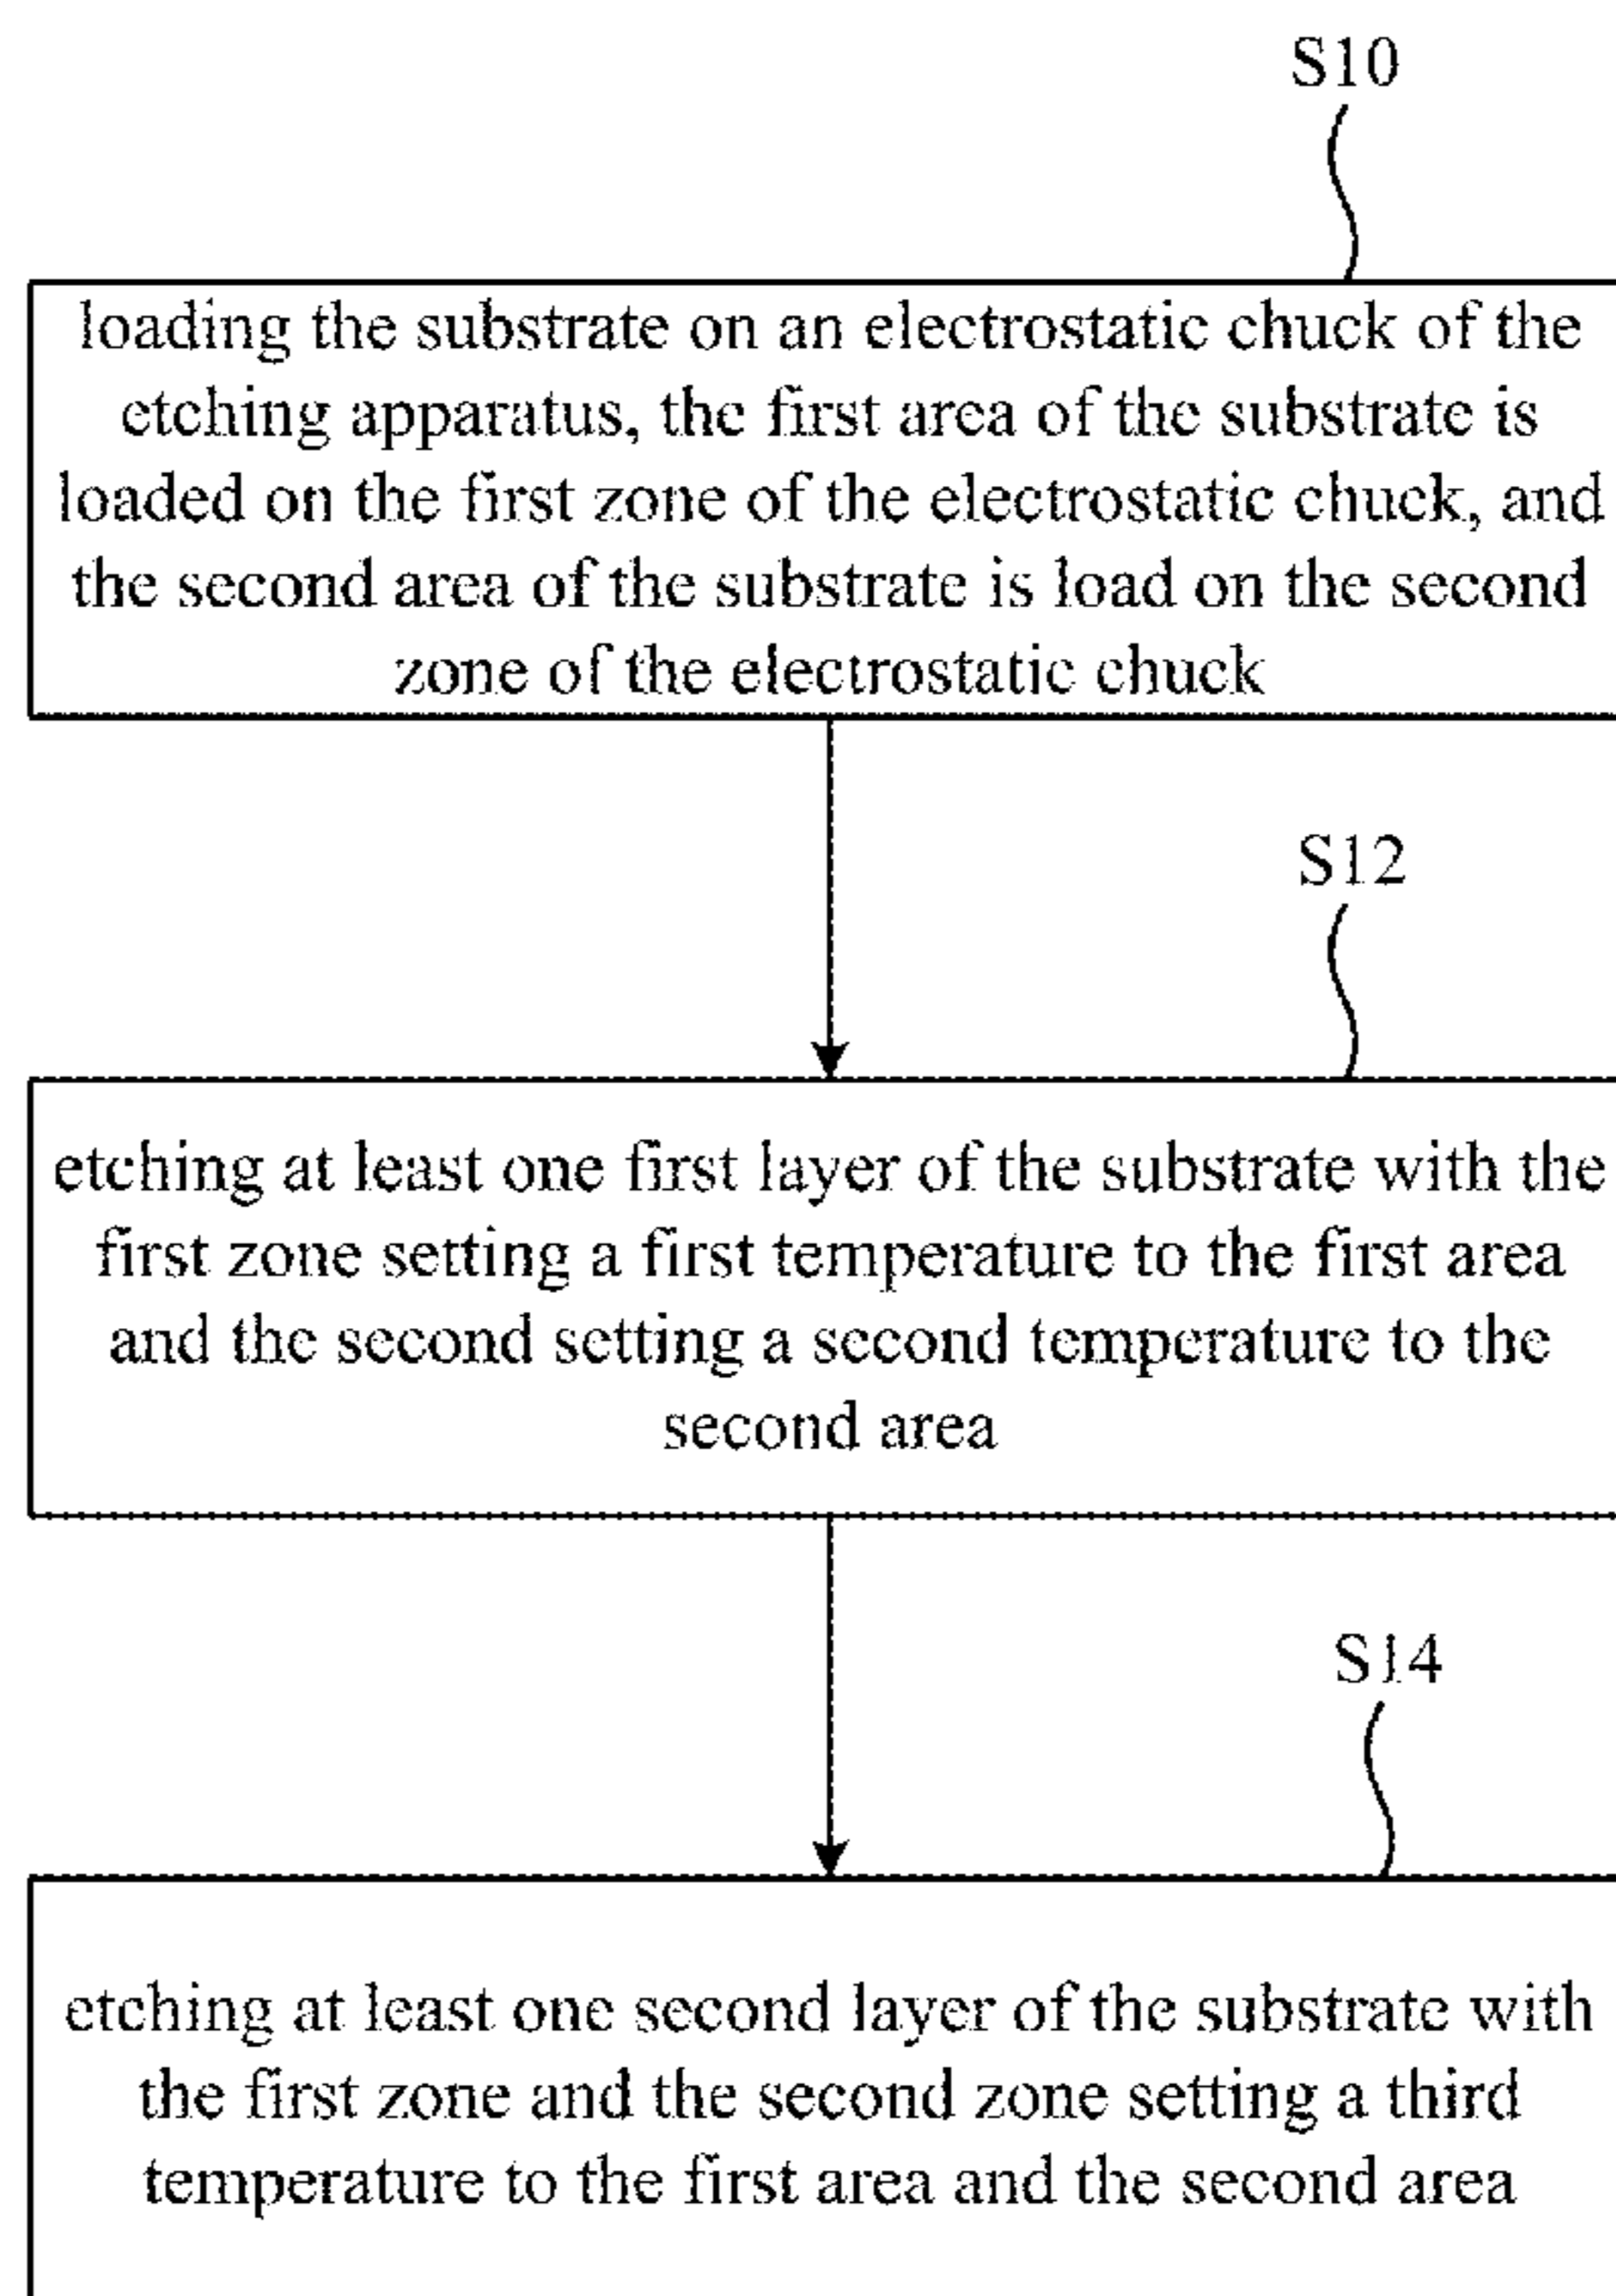 S10
loading the substrate on an electrostatic chuck of the
etching apparatus, the first area of the substrate is
loaded on the first zone of the electrostatic chuck, and
the second area of the substrate is load on the second
zone of the electrostatic chuck
S12
etching at least one first layer of the substrate with the
first zone setting a first temperature to the first area
and the second setting a second temperature to the
second area
S14
etching at least one second layer of the substrate with
the first zone and the second zone setting a third
temperature to the first area and the second area